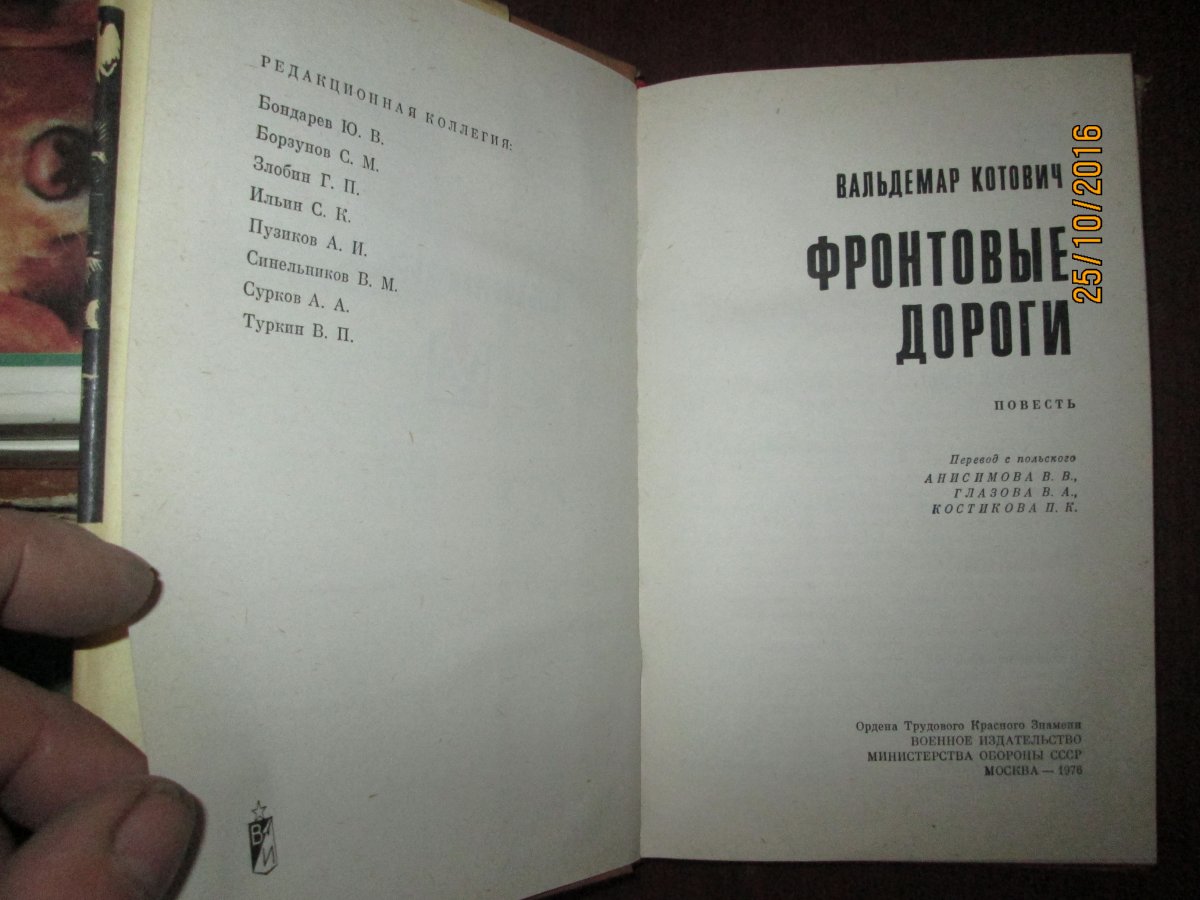 РЕДАКЦИОННАЯ КОЛЛЕГИЯ:
Бондарев Ю. В.
Борзунов С. М.
Злобин Г. П.
Ильин С. К.
Пузиков А. И.
Синельников В. М.
Сурков А. А.
Туркин В. П.
ВИ
ВАЛЬДЕМАР КОТОВИЧ
ФРОНТОВЫЕ
ДОРОГИ
ПОВЕСТЬ
Перевод с польского
АНИСИМОВА В. В.,
ГЛАЗОВА В. А.,
КОСТИКОВА П. К.
Ордена Трудового Красного Знамени
ВОЕННОЕ ИЗДАТЕЛЬСТВО
МИНИСТЕРСТВА ОБОРОНЫ СССР
МОСКВА — 1976
25/10/2016